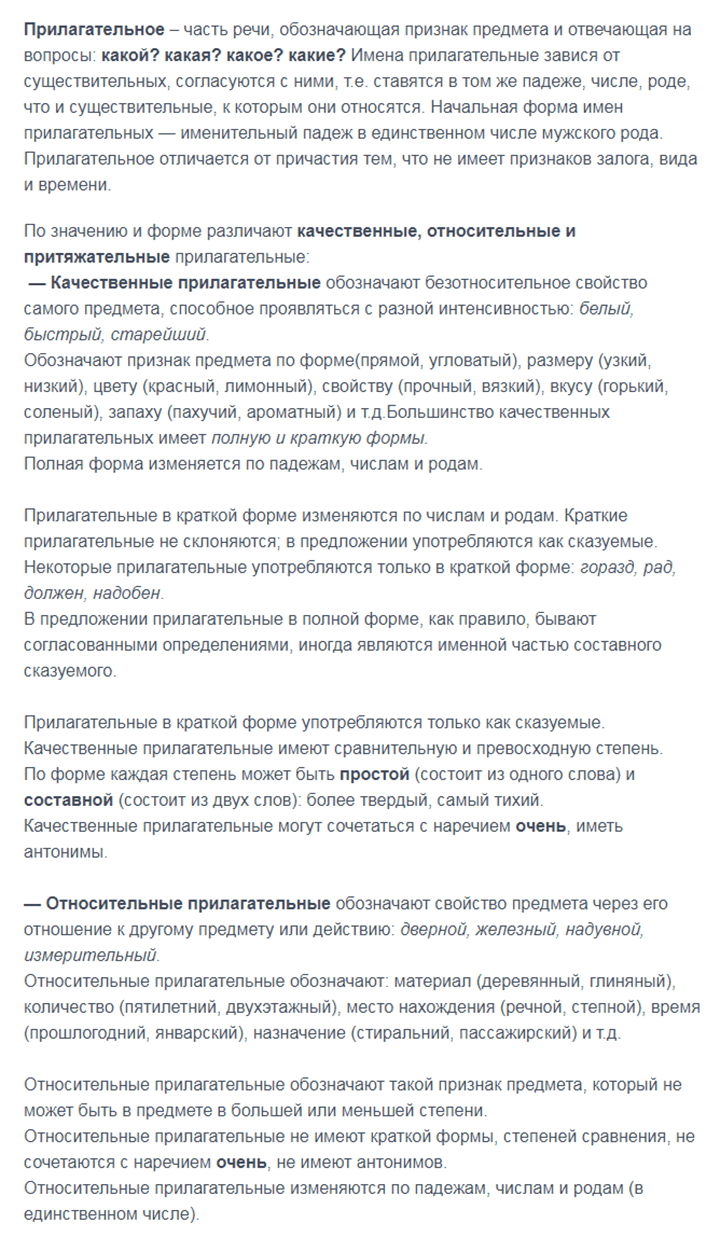 Прилагательное – часть речи, обозначающая признак предмета и отвечающая на
вопросы: какой? какая? какое? какие? Имена прилагательные завися от
существительных, согласуются с ними, т.е. ставятся в том же падеже, числе, роде,
что и существительные, к которым они относятся. Начальная форма имен
прилагательных — именительный падеж в единственном числе мужского рода.
Прилагательное отличается от причастия тем, что не имеет признаков залога, вида
и времени.
По значению и форме различают качественные, относительные и
притяжательные прилагательные:
— Качественные прилагательные обозначают безотносительное свойство
самого предмета, способное проявляться с разной интенсивностью: белый,
быстрый, старейший.
Обозначают признак предмета по форме(прямой, угловатый), размеру (узкий,
низкий), цвету (красный, лимонный), свойству (прочный, вязкий), вкусу (горький,
соленый), запаху (пахучий, ароматный) и т.д.Большинство качественных
прилагательных имеет полную и краткую формы.
Полная форма изменяется по падежам, числам и родам.
Прилагательные в краткой форме изменяются по числам и родам. Краткие
прилагательные не склоняются; в предложении употребляются как сказуемые.
Некоторые прилагательные употребляются только в краткой форме: горазд, рад,
должен, надобен.
В предложении прилагательные в полной форме, как правило, бывают
согласованными определениями, иногда являются именной частью составного
сказуемого.
Прилагательные в краткой форме употребляются только как сказуемые.
Качественные прилагательные имеют сравнительную и превосходную степень.
По форме каждая степень может быть простой (состоит из одного слова) и
составной (состоит из двух слов): более твердый, самый тихий.
Качественные прилагательные могут сочетаться с наречием очень, иметь
антонимы.
— Относительные прилагательные обозначают свойство предмета через его
отношение к другому предмету или действию: дверной, железный, надувной,
измерительный.
Относительные прилагательные обозначают: материал (деревянный, глиняный),
количество (пятилетний, двухэтажный), место нахождения (речной, степной), время
(прошлогодний, январский), назначение (стиральний, пассажирский) и т.д.
Относительные прилагательные обозначают такой признак предмета, который не
может быть в предмете в большей или меньшей степени.
Относительные прилагательные не имеют краткой формы, степеней сравнения, не
сочетаются с наречием очень, не имеют антонимов.
Относительные прилагательные изменяются по падежам, числам и родам (в
единственном числе).